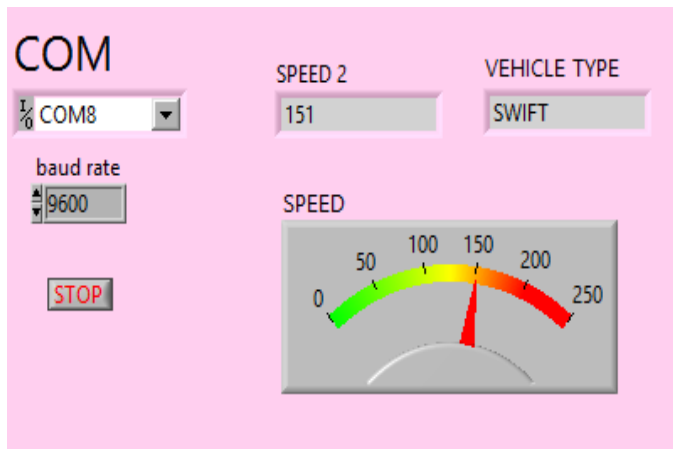 COM
I/O COM8
baud rate
9600
STOP
SPEED 2
151
VEHICLE TYPE
SWIFT
SPEED
0 50 100 150 200 250